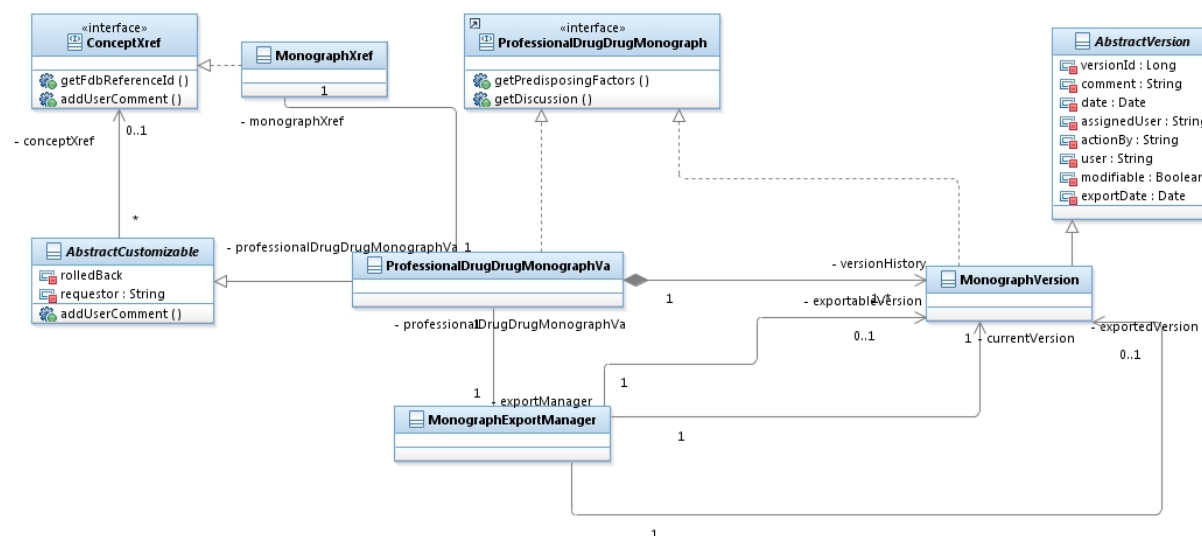 «interface»
ConceptXref
getFdbReferenceId ()
addUserComment ()
MonographXref
1
- monographXref
«interface»
ProfessionalDrugDrugMonograph
getPredisposingFactors ()
getDiscussion ()
AbstractVersion
versionId : Long
comment : String
date : Date
assignedUser : String
actionBy : String
user : String
modifiable : Boolean
exportDate : Date
0..1
- conceptXref
*
AbstractCustomizable
rolledBack
requestor : String
addUserComment ()
- professionalDrugDrugMonographVa
1
ProfessionalDrugDrugMonographVa
- versionHistory
1
1..*
MonographVersion
- exportableVersion
0..1
- professionalDrugDrugMonographVa
1
1
- currentVersion
- exportedVersion
0..1
1
1
- exportManager
MonographExportManager
1
1